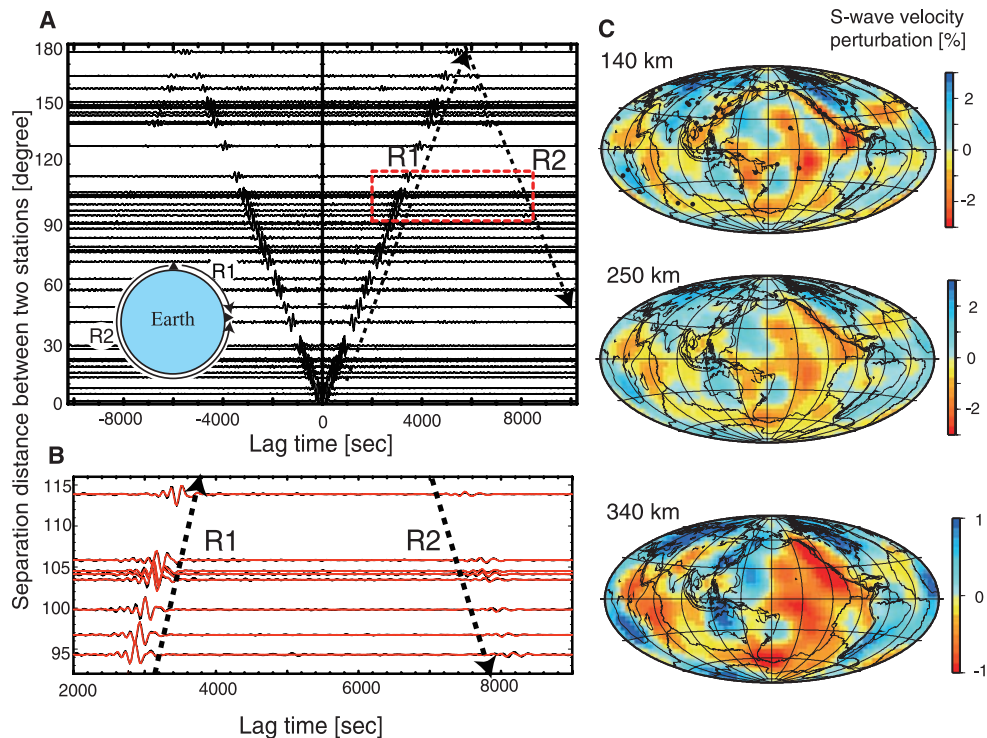 A
180
150
120
90
60
30
0
-8000 -4000 0 4000 8000
Lag time [sec]
R1
R2
R1
R2
Earth
Separation distance between two stations [degree]
B
115
110
105
100
95
R1
R2
2000 4000 6000 8000
Lag time [sec]
C
S-wave velocity
perturbation [%]
140 km
2
0
-2
250 km
2
0
-2
340 km
1
0
-1